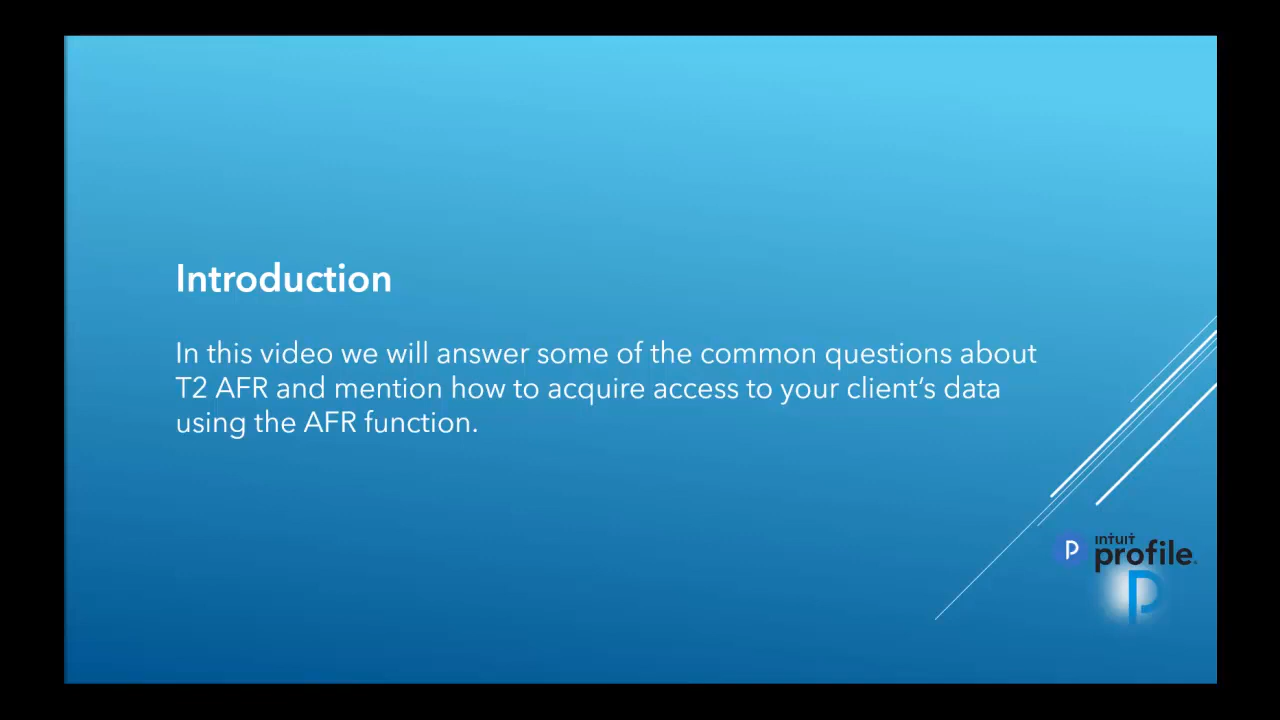 Introduction
In this video we will answer some of the common questions about
T2 AFR and mention how to acquire access to your client’s data
using the AFR function.
intuit
profile.